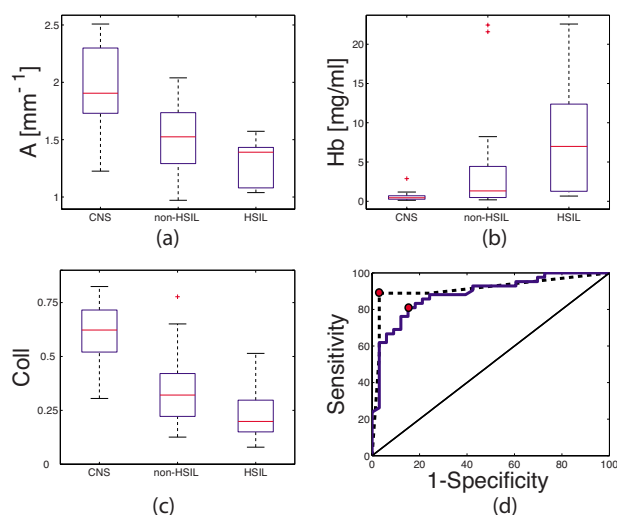 A [mm⁻¹]
2.5
2
1.5
1
CNS
non-HSIL
HSIL
(a)
Hb [mg/ml]
20
15
10
5
0
CNS
non-HSIL
HSIL
(b)
Coll
0.75
0.5
0.25
0
CNS
non-HSIL
HSIL
(c)
Sensitivity
100
80
60
40
20
0
0
20
40
60
80
100
1-Specificity
(d)